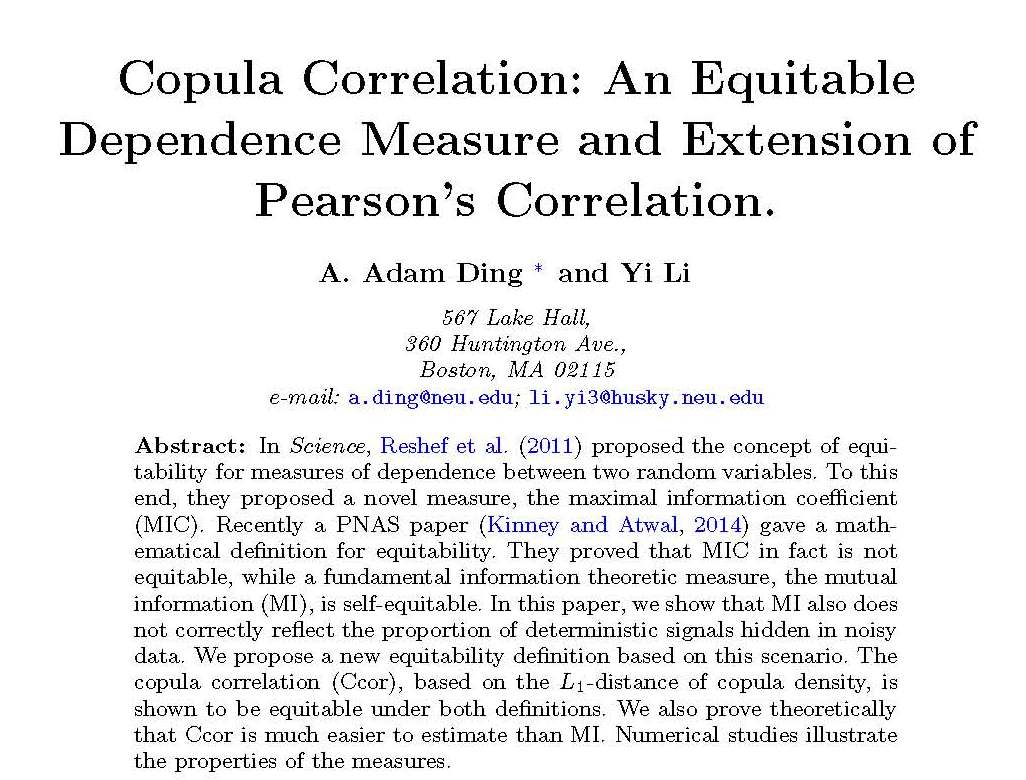 Copula Correlation: An Equitable
Dependence Measure and Extension of
Pearson's Correlation.
A. Adam Ding * and Yi Li
567 Lake Hall,
360 Huntington Ave.,
Boston, MA 02115
e-mail: a.ding@neu.edu; li.yi3@husky.neu.edu
Abstract: In Science, Reshef et al. (2011) proposed the concept of equi-
tability for measures of dependence between two random variables. To this
end, they proposed a novel measure, the maximal information coefficient
(MIC). Recently a PNAS paper (Kinney and Atwal, 2014) gave a math-
ematical definition for equitability. They proved that MIC in fact is not
equitable, while a fundamental information theoretic measure, the mutual
information (MI), is self-equitable. In this paper, we show that MI also does
not correctly reflect the proportion of deterministic signals hidden in noisy
data. We propose a new equitability definition based on this scenario. The
copula correlation (Ccor), based on the L₁-distance of copula density, is
shown to be equitable under both definitions. We also prove theoretically
that Ccor is much easier to estimate than MI. Numerical studies illustrate
the properties of the measures.